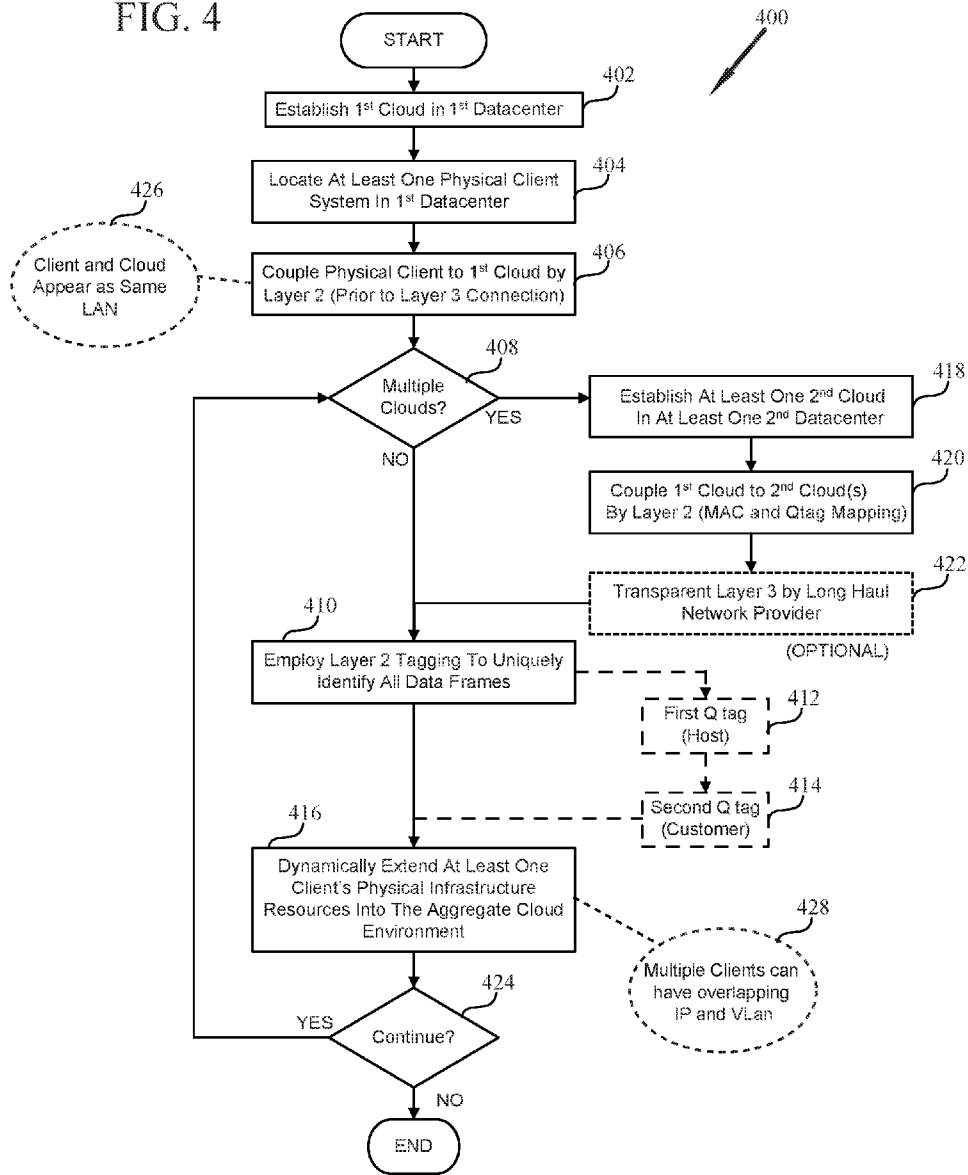 FIG. 4
400
START
402
Establish 1st Cloud in 1st Datacenter
404
Locate At Least One Physical Client
System In 1st Datacenter
426
Client and Cloud
Appear as Same
LAN
406
Couple Physical Client to 1st Cloud by
Layer 2 (Prior to Layer 3 Connection)
408
Multiple
Clouds?
YES
NO
418
Establish At Least One 2nd Cloud
In At Least One 2nd Datacenter
420
Couple 1st Cloud to 2nd Cloud(s)
By Layer 2 (MAC and Qtag Mapping)
422
Transparent Layer 3 by Long Haul
Network Provider
(OPTIONAL)
410
Employ Layer 2 Tagging To Uniquely
Identify All Data Frames
412
First Q tag
(Host)
414
Second Q tag
(Customer)
416
Dynamically Extend At Least One
Client's Physical Infrastructure
Resources Into The Aggregate Cloud
Environment
428
Multiple Clients can
have overlapping
IP and VLan
424
YES
Continue?
NO
END